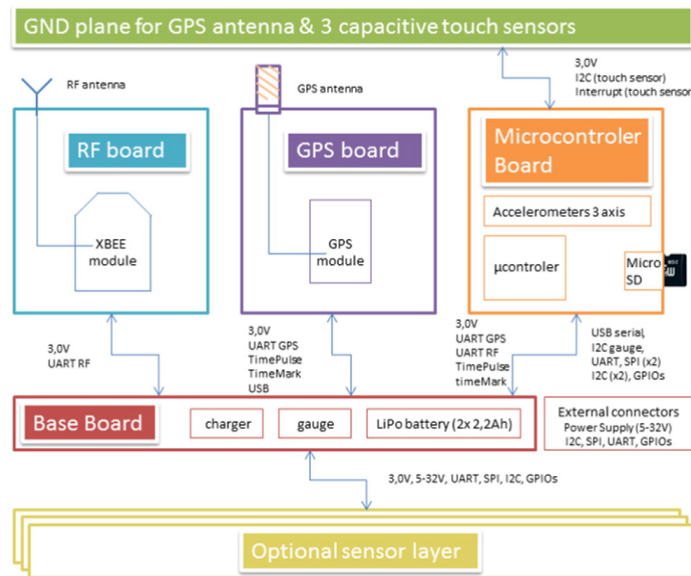 GND plane for GPS antenna & 3 capacitive touch sensors
3,0V
I2C (touch sensor)
Interrupt (touch sensor
RF antenna
GPS antenna
RF board
GPS board
Microcontroler
Board
Accelerometers 3 axis
XBEE
module
GPS
module
µcontroler
Micro
SD
3,0V
UART RF
3,0V
UART GPS
TimePulse
TimeMark
USB
3,0V
UART GPS
UART RF
TimePulse
timeMark
USB serial,
I2C gauge,
UART, SPI (x2)
I2C (x2), GPIOs
Base Board
charger
gauge
LiPo battery (2x 2,2Ah)
External connectors
Power Supply (5-32V)
I2C, SPI, UART, GPIOs
3,0V, 5-32V, UART, SPI, I2C, GPIOs
Optional sensor layer